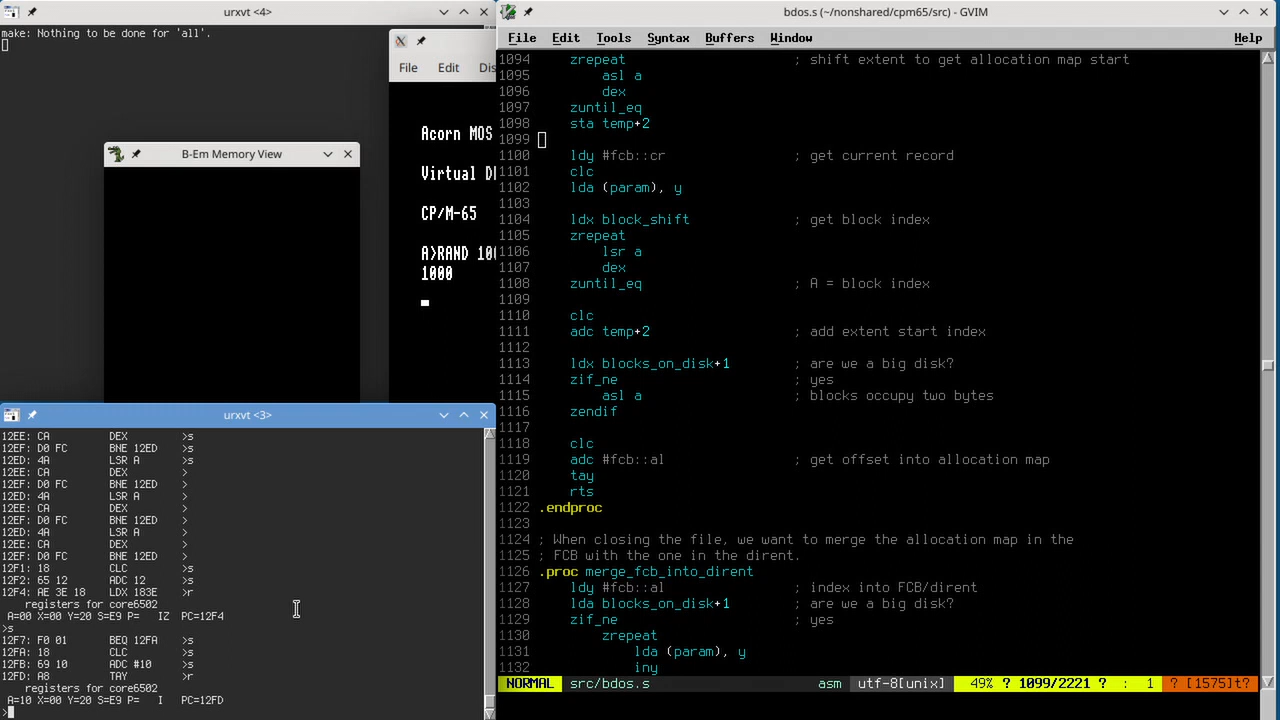 urxvt <4>
make: Nothing to be done for 'all'.
File Edit
Acorn MOS
CP/M-65
A>RAND
1000
B-Em Memory View
urxvt <3>
12EE: CA DEX >s
12EF: D0 FC BNE 12ED >s
12ED: 4A LSR A >s
12EE: CA DEX >
12EF: D0 FC BNE 12ED >
12ED: 4A LSR A >
12EE: CA DEX >
12EF: D0 FC BNE 12ED >
12ED: 4A LSR A >
12EE: CA DEX >
12EF: D0 FC BNE 12ED >
12F1: 18 CLC >s
12F2: 65 12 ADC 12 >s
12F4: AE 3E 18 LDX 183E >r
registers for core6502
A=00 X=00 Y=20 S=E9 P= IZ PC=12F4
>s
12F7: F0 01 BEQ 12FA >s
12FA: 18 CLC >s
12FB: 69 10 ADC #10 >s
12FD: A8 TAY >r
registers for core6502
A=10 X=00 Y=20 S=E9 P= I PC=12FD
>
bdos.s (~/nonshared/cpm65/src) - GVIM
File Edit Tools Syntax Buffers Window Help
1094 zrepeat ; shift extent to get allocation map start
1095 asl a
1096 dex
1097 zuntil_eq
1098 sta temp+2
1099
1100 ldy #fcb::cr ; get current record
1101 clc
1102 lda (param), y
1103
1104 ldx block_shift ; get block index
1105 zrepeat
1106 lsr a
1107 dex
1108 zuntil_eq ; A = block index
1109
1110 clc
1111 adc temp+2 ; add extent start index
1112
1113 ldx blocks_on_disk+1 ; are we a big disk?
1114 zif_ne ; yes
1115 asl a ; blocks occupy two bytes
1116 zendif
1117
1118 clc
1119 adc #fcb::al ; get offset into allocation map
1120 tay
1121 rts
1122 .endproc
1123
1124 ; When closing the file, we want to merge the allocation map in the
1125 ; FCB with the one in the dirent.
1126 .proc merge_fcb_into_dirent
1127 ldy #fcb::al ; index into FCB/dirent
1128 lda blocks_on_disk+1 ; are we a big disk?
1129 zif_ne ; yes
1130 zrepeat
1131 lda (param), y
1132 iny
NORMAL src/bdos.s asm utf-8[unix] 49% ? 1099/2221 ? : 1 ? [1575]t?